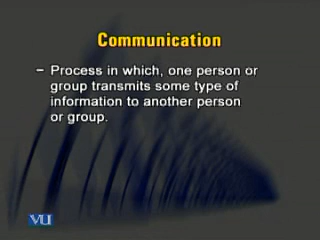 Communication
– Process in which, one person or
group transmits some type of
information to another person
or group.
VU